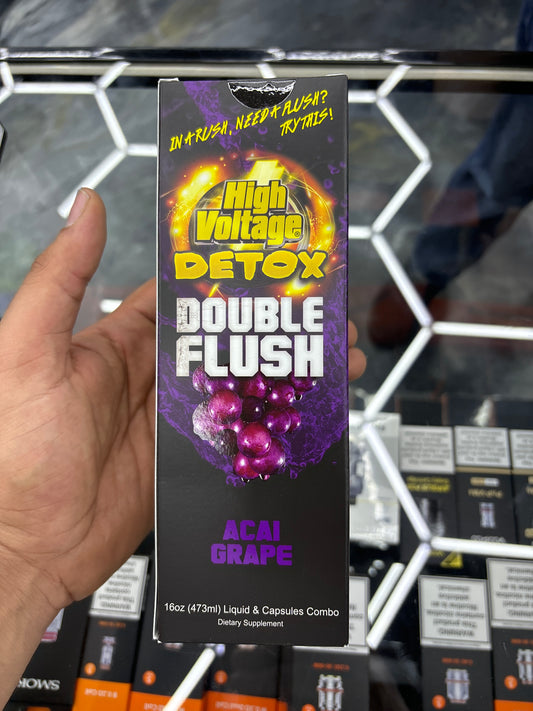 IN A RUSH, NEED A FLUSH?
TRY THIS!
High
Voltage®
DETOX
DOUBLE
FLUSH
ACAI
GRAPE
16oz (473ml) Liquid & Capsules Combo
Dietary Supplement
SMOK